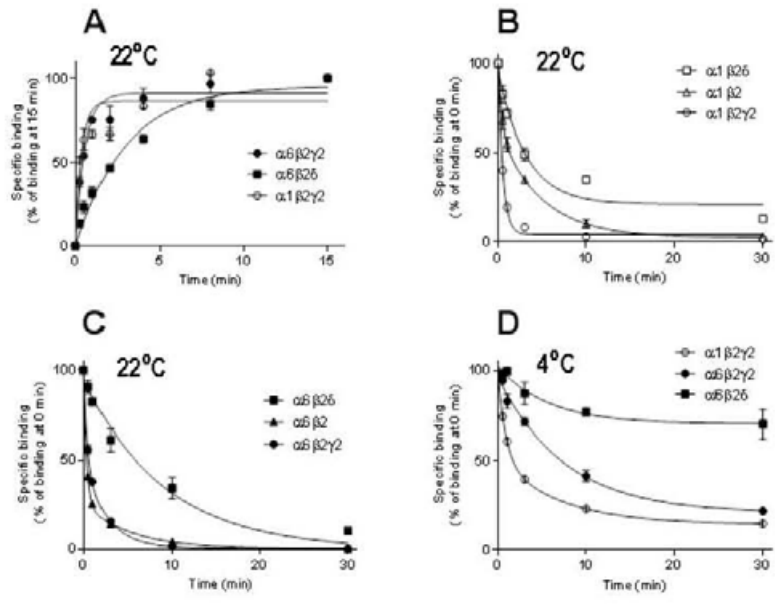 A
22°C
Specific binding
(% of binding at 15 min)
100
50
0
0
5
10
15
Time (min)
α6β2γ2
α6β2δ
α1β2γ2
B
22°C
Specific binding
(% of binding at 0 min)
100
50
0
0
10
20
30
Time (min)
α1β2δ
α1β2
α1β2γ2
C
22°C
Specific binding
(% of binding at 0 min)
100
50
0
0
10
20
30
Time (min)
α6β2δ
α6β2
α6β2γ2
D
4°C
Specific binding
(% of binding at 0 min)
100
50
0
0
10
20
30
Time (min)
α1β2γ2
α6β2γ2
α6β2δ